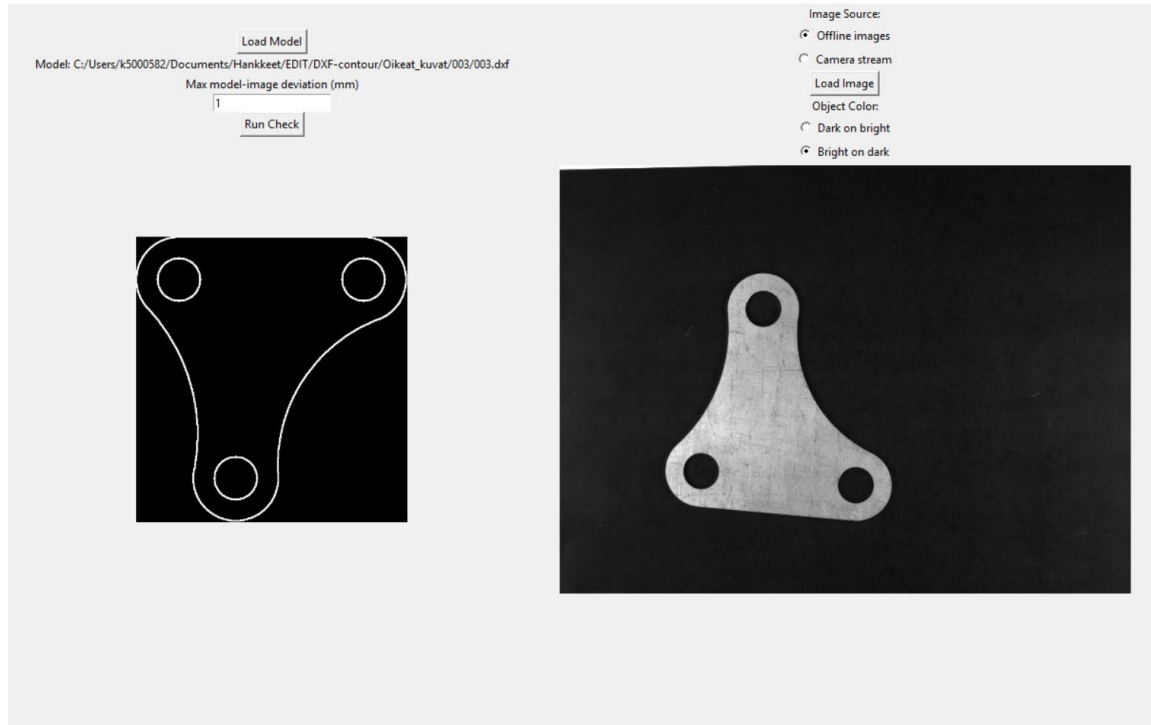 Load Model
Model: C:/Users/k5000582/Documents/Hankkeet/EDIT/DXF-contour/Oikeat_kuvat/003/003.dxf
Max model-image deviation (mm)
1
Run Check
Image Source:
Offline images
Camera stream
Load Image
Object Color:
Dark on bright
Bright on dark